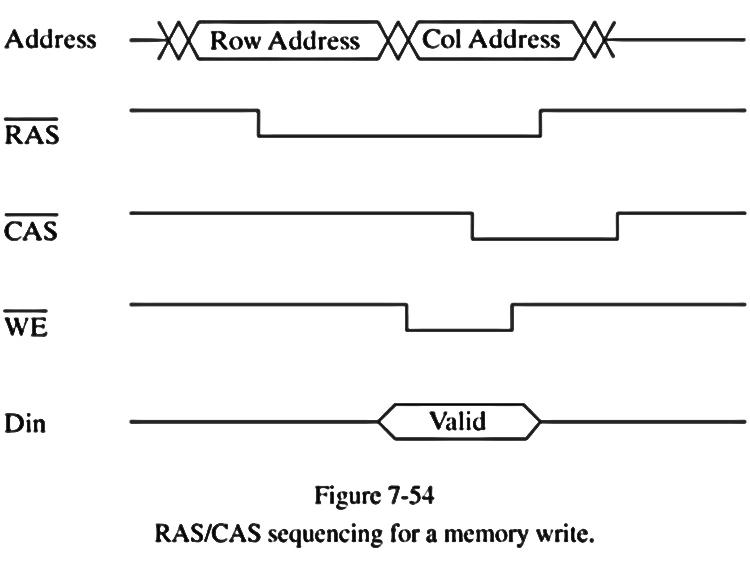 Address
Row Address
Col Address
RAS
CAS
WE
Din
Valid
Figure 7-54
RAS/CAS sequencing for a memory write.